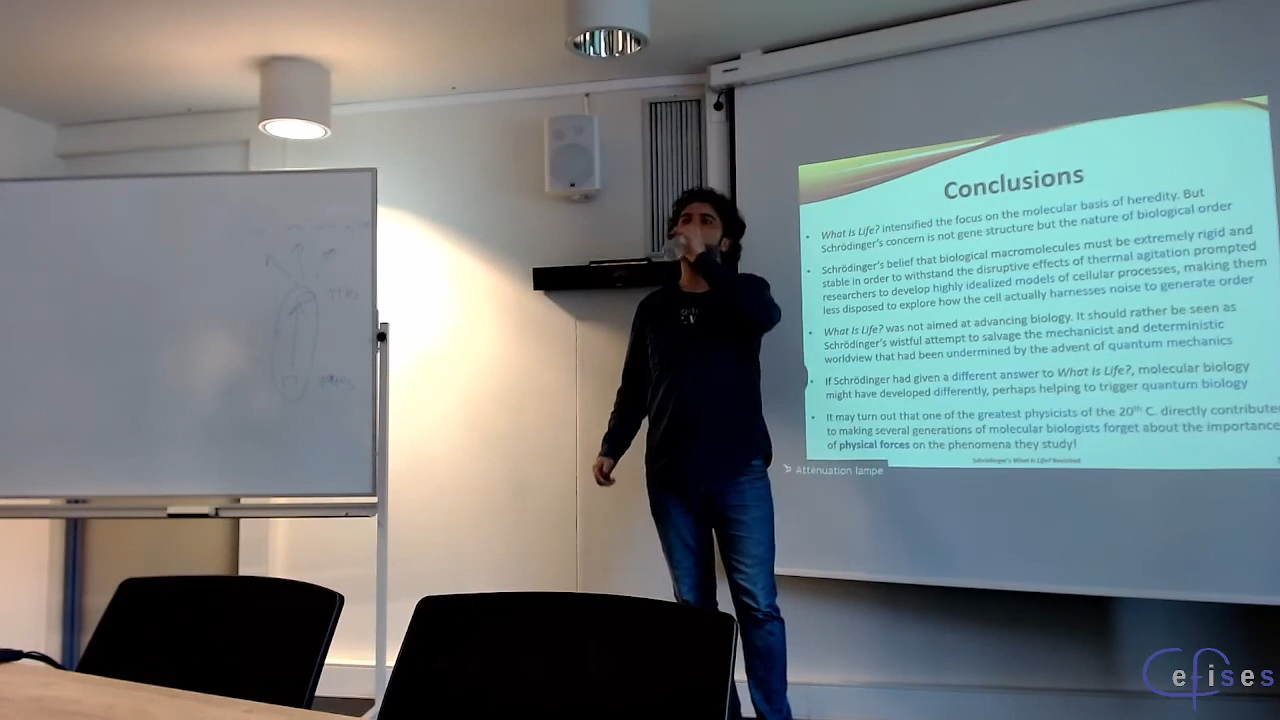 Conclusions
• What Is Life? intensified the focus on the molecular basis of heredity. But
Schrödinger's concern is not gene structure but the nature of biological order
• Schrödinger's belief that biological macromolecules must be extremely rigid and
stable in order to withstand the disruptive effects of thermal agitation prompted
researchers to develop highly idealized models of cellular processes, making them
less disposed to explore how the cell actually harnesses noise to generate order
• What Is Life? was not aimed at advancing biology. It should rather be seen as
Schrödinger's wistful attempt to salvage the mechanicist and deterministic
worldview that had been undermined by the advent of quantum mechanics
• If Schrödinger had given a different answer to What Is Life?, molecular biology
might have developed differently, perhaps helping to trigger quantum biology
• It may turn out that one of the greatest physicists of the 20th C. directly contribute
to making several generations of molecular biologists forget about the importance
of physical forces on the phenomena they study!
Schrödinger's What Is Life? Revisited
Atténuation lampe
Cefises